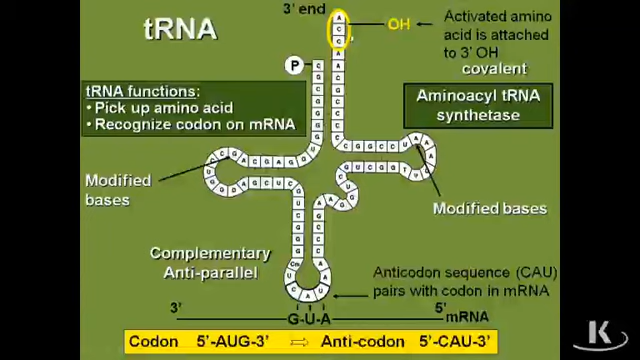 tRNA
3' end
A
C
C
OH
Activated amino
acid is attached
to 3' OH
covalent
P
tRNA functions:
• Pick up amino acid
• Recognize codon on mRNA
Aminoacyl tRNA
synthetase
Modified
bases
Modified bases
Complementary
Anti-parallel
Anticodon sequence (CAU)
pairs with codon in mRNA
3'
5'
mRNA
G-U-A
Codon 5'-AUG-3' ⇨ Anti-codon 5'-CAU-3'
K